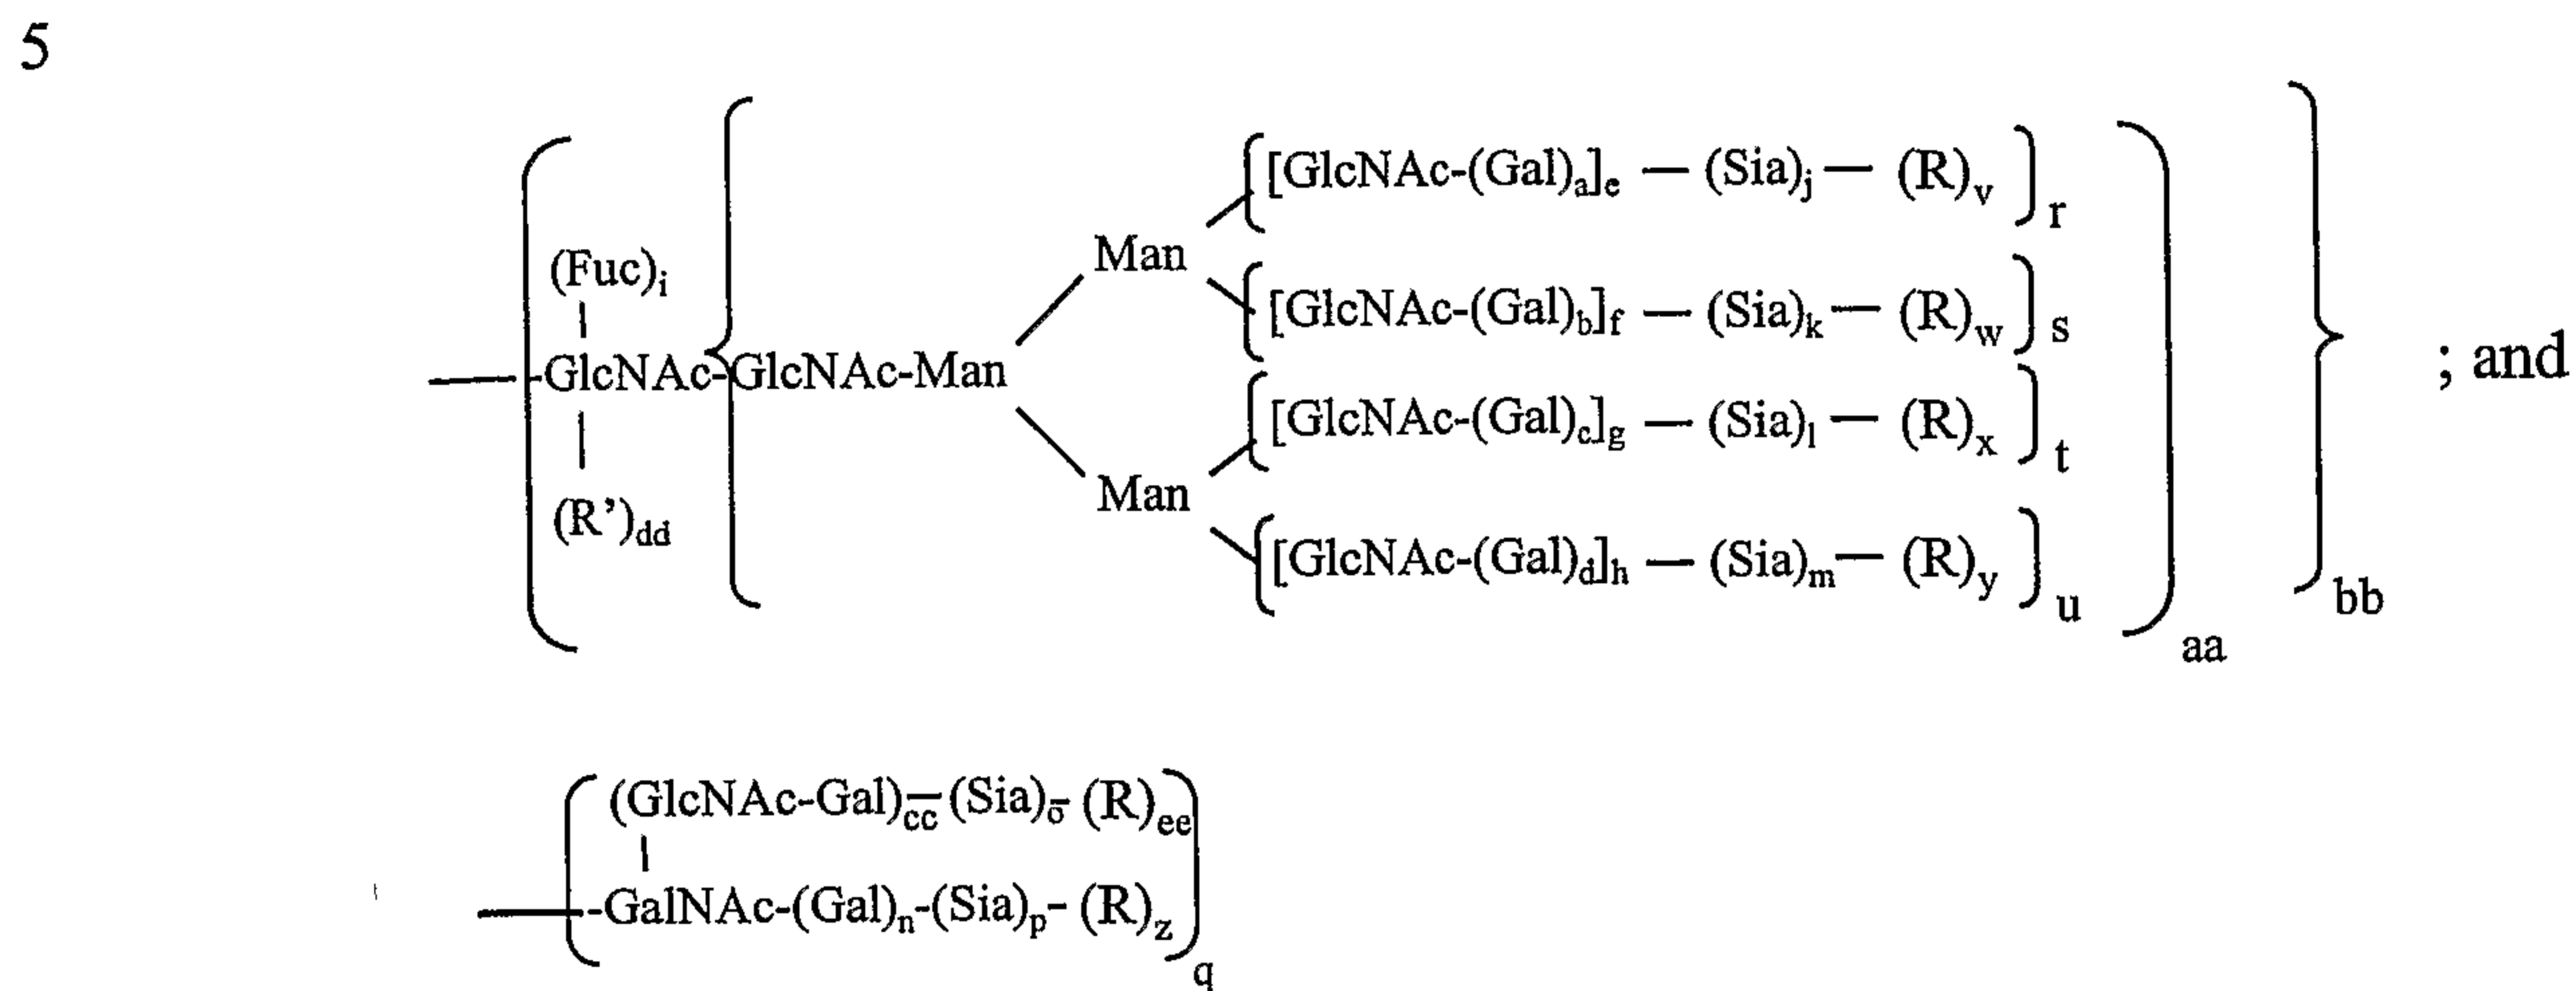 5
[GlcNAc-(Gal)a]e — (Sia)j — (R)v r
(Fuc)i Man
[GlcNAc-(Gal)b]f — (Sia)k — (R)w s
GlcNAc-GlcNAc-Man ; and
[GlcNAc-(Gal)c]g — (Sia)l — (R)x t
Man
(R')dd
[GlcNAc-(Gal)d]h — (Sia)m — (R)y u
bb
aa
(GlcNAc-Gal)cc-(Sia)o-(R)ee
-GalNAc-(Gal)n-(Sia)p-(R)z
q